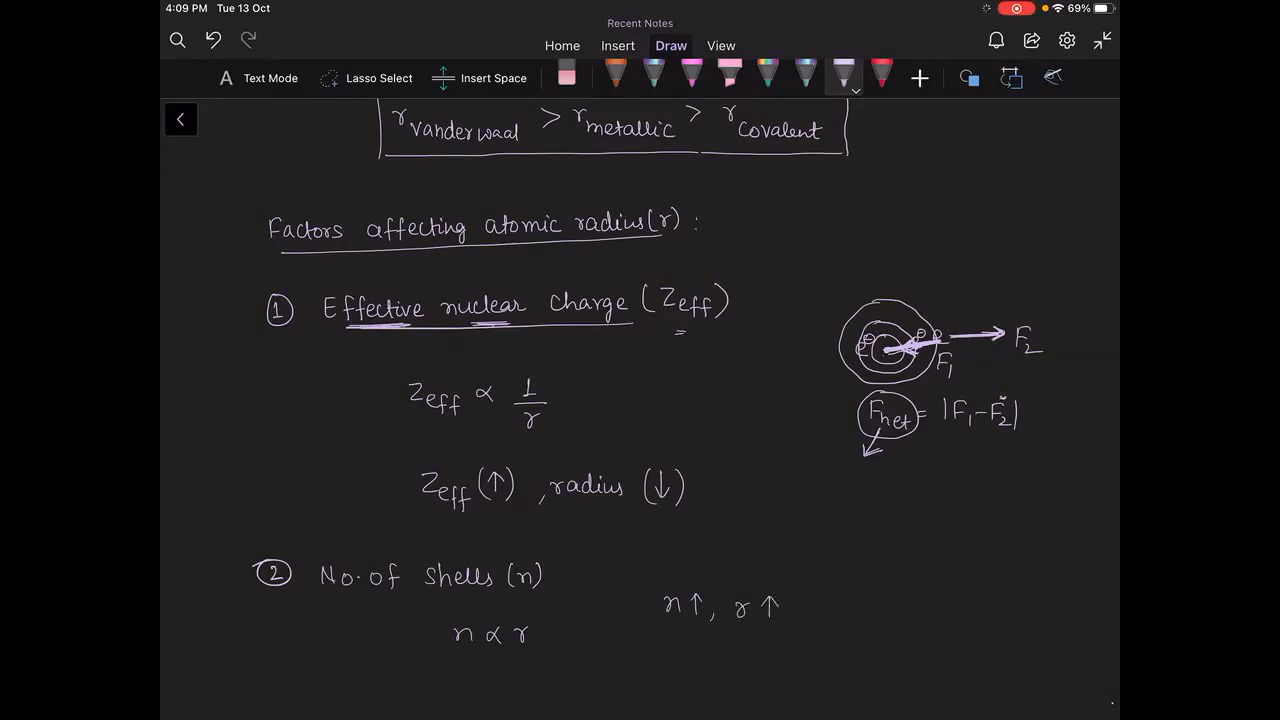 4:09 PM Tue 13 Oct
69%
Recent Notes
Home Insert Draw View
Text Mode Lasso Select Insert Space
r vanderwaal > r metallic > r covalent
Factors affecting atomic radius(r) :
① Effective nuclear charge (Zeff)
F2
F1
Zeff ∝ 1/r
Fnet = |F1-F2|
Zeff (↑) , radius (↓)
② No. of shells (n)
n↑, r↑
n ∝ r